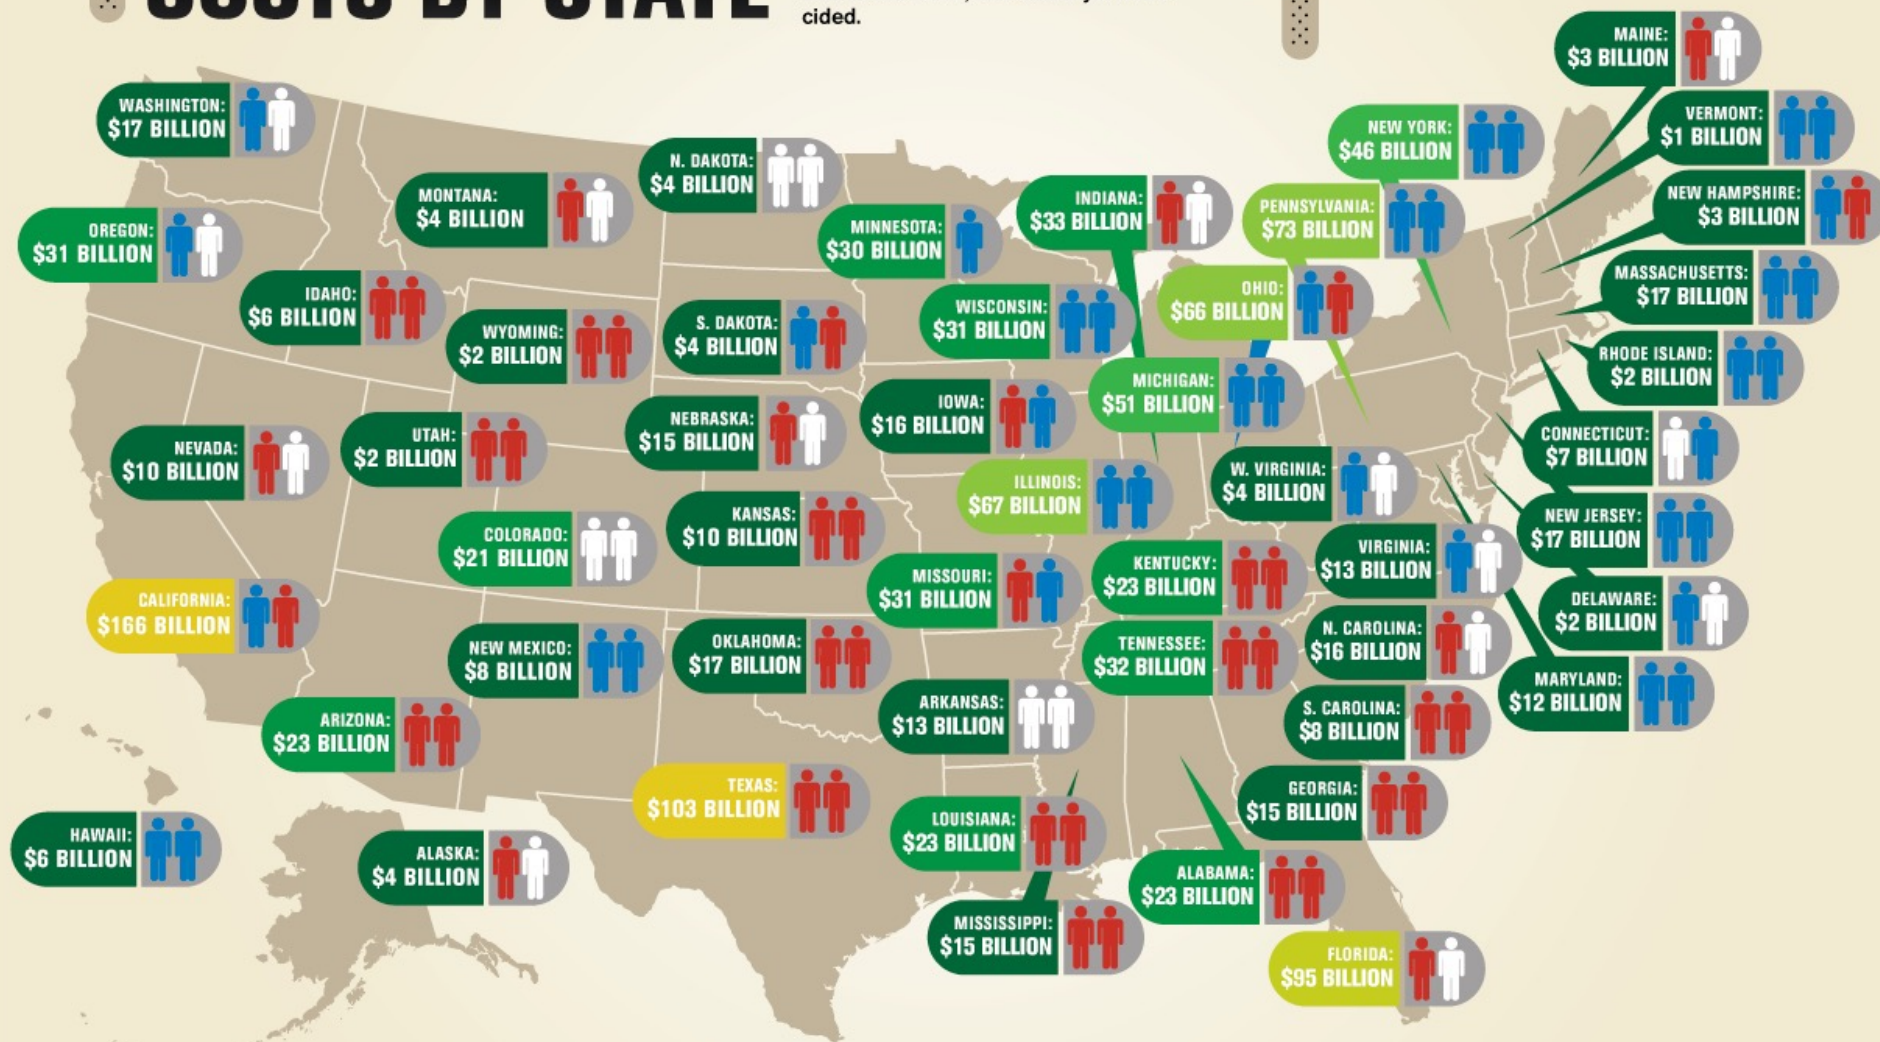 COSTS BY STATE
cided.
MAINE:
$3 BILLION
WASHINGTON:
$17 BILLION
VERMONT:
$1 BILLION
NEW YORK:
$46 BILLION
N. DAKOTA:
$4 BILLION
MONTANA:
$4 BILLION
INDIANA:
$33 BILLION
PENNSYLVANIA:
$73 BILLION
NEW HAMPSHIRE:
$3 BILLION
OREGON:
$31 BILLION
MINNESOTA:
$30 BILLION
MASSACHUSETTS:
$17 BILLION
IDAHO:
$6 BILLION
OHIO:
$66 BILLION
WISCONSIN:
$31 BILLION
WYOMING:
$2 BILLION
S. DAKOTA:
$4 BILLION
RHODE ISLAND:
$2 BILLION
MICHIGAN:
$51 BILLION
IOWA:
$16 BILLION
NEBRASKA:
$15 BILLION
UTAH:
$2 BILLION
NEVADA:
$10 BILLION
CONNECTICUT:
$7 BILLION
W. VIRGINIA:
$4 BILLION
ILLINOIS:
$67 BILLION
KANSAS:
$10 BILLION
COLORADO:
$21 BILLION
NEW JERSEY:
$17 BILLION
VIRGINIA:
$13 BILLION
KENTUCKY:
$23 BILLION
MISSOURI:
$31 BILLION
CALIFORNIA:
$166 BILLION
DELAWARE:
$2 BILLION
N. CAROLINA:
$16 BILLION
TENNESSEE:
$32 BILLION
OKLAHOMA:
$17 BILLION
NEW MEXICO:
$8 BILLION
MARYLAND:
$12 BILLION
ARKANSAS:
$13 BILLION
S. CAROLINA:
$8 BILLION
ARIZONA:
$23 BILLION
TEXAS:
$103 BILLION
GEORGIA:
$15 BILLION
LOUISIANA:
$23 BILLION
HAWAII:
$6 BILLION
ALASKA:
$4 BILLION
ALABAMA:
$23 BILLION
MISSISSIPPI:
$15 BILLION
FLORIDA:
$95 BILLION